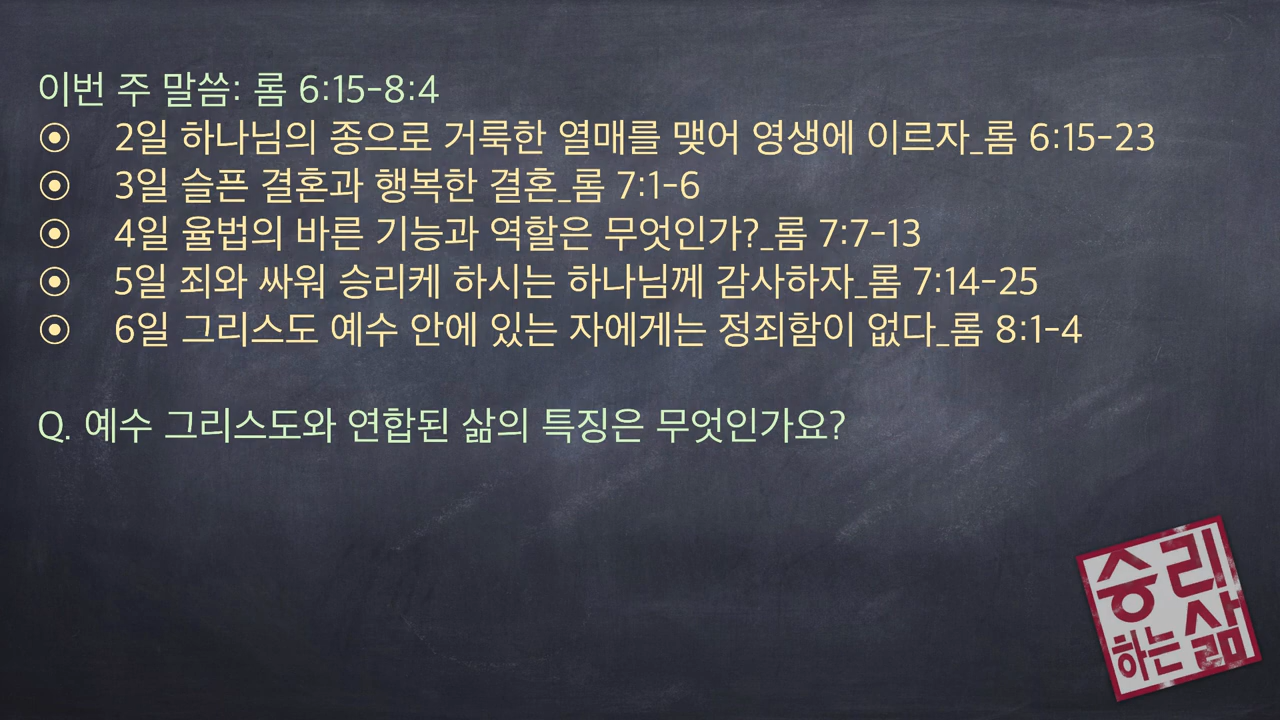 이번 주 말씀: 롬 6:15-8:4
2일 하나님의 종으로 거룩한 열매를 맺어 영생에 이르자_롬 6:15-23
3일 슬픈 결혼과 행복한 결혼_롬 7:1-6
4일 율법의 바른 기능과 역할은 무엇인가?_롬 7:7-13
5일 죄와 싸워 승리케 하시는 하나님께 감사하자_롬 7:14-25
6일 그리스도 예수 안에 있는 자에게는 정죄함이 없다_롬 8:1-4
Q. 예수 그리스도와 연합된 삶의 특징은 무엇인가요?
승리
하는 삶